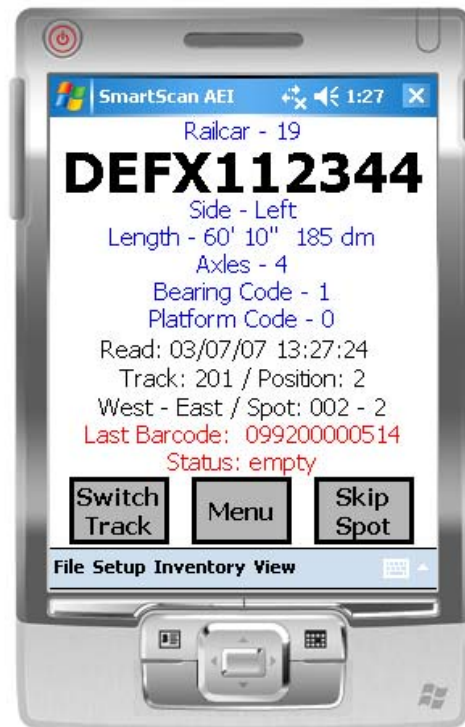 SmartScan AEI 1:27
Railcar - 19
DEFX112344
Side - Left
Length - 60' 10" 185 dm
Axles - 4
Bearing Code - 1
Platform Code - 0
Read: 03/07/07 13:27:24
Track: 201 / Position: 2
West - East / Spot: 002 - 2
Last Barcode: 099200000514
Status: empty
Switch Track
Menu
Skip Spot
File Setup Inventory View